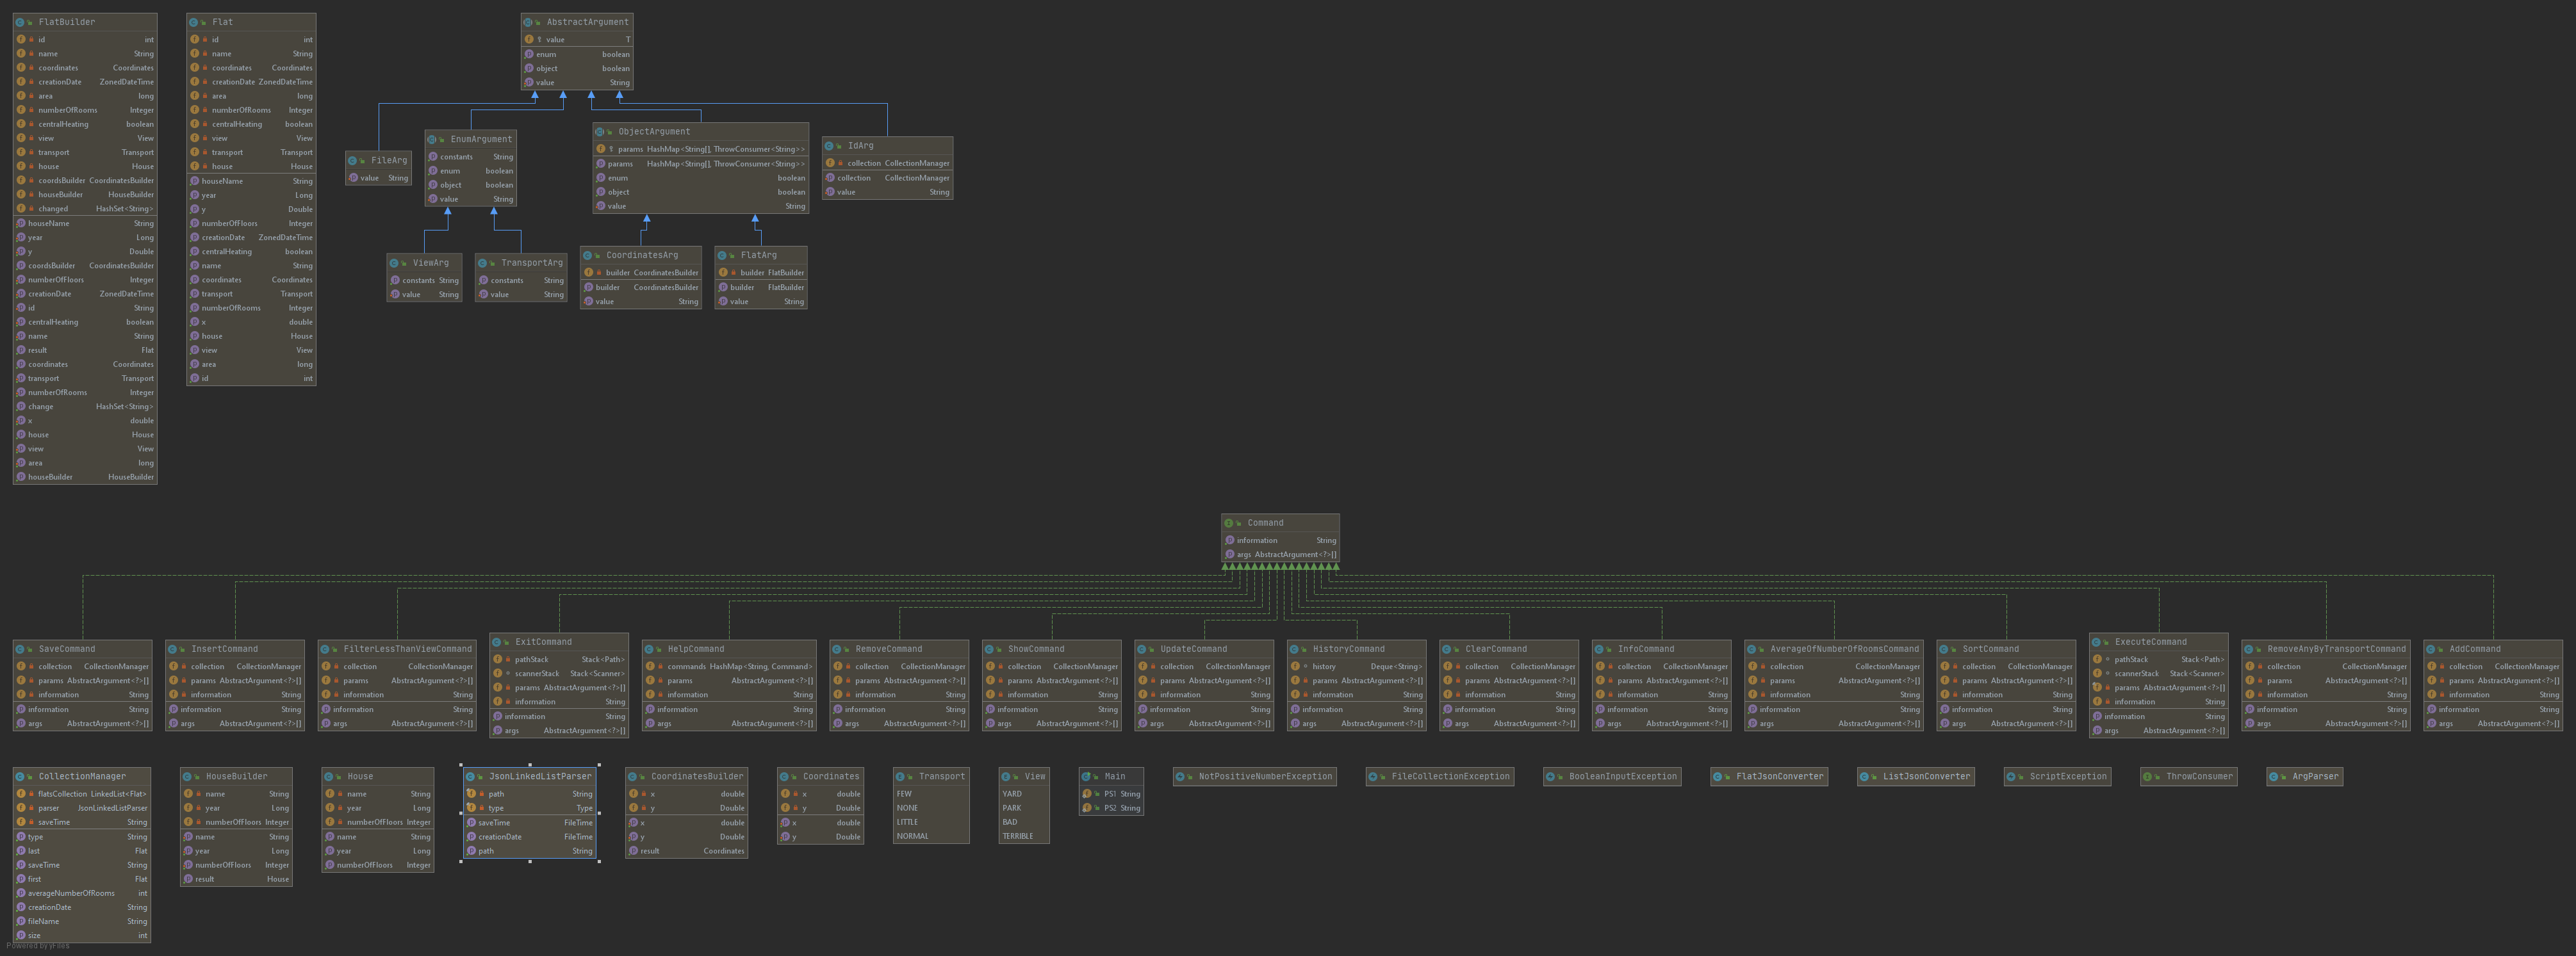 FlatBuilder
id int
name String
coordinates Coordinates
creationDate ZonedDateTime
area long
numberOfRooms Integer
centralHeating boolean
view View
transport Transport
house House
coordsBuilder CoordinatesBuilder
houseBuilder HouseBuilder
changed HashSet<String>
houseName String
year Long
y Double
coordsBuilder CoordinatesBuilder
numberOfFloors Integer
creationDate ZonedDateTime
id String
centralHeating boolean
name String
result Flat
coordinates Coordinates
transport Transport
numberOfRooms Integer
change HashSet<String>
x double
house House
view View
area long
houseBuilder HouseBuilder
Flat
id int
name String
coordinates Coordinates
creationDate ZonedDateTime
area long
numberOfRooms Integer
centralHeating boolean
view View
transport Transport
house House
houseName String
year Long
y Double
numberOfFloors Integer
creationDate ZonedDateTime
centralHeating boolean
name String
coordinates Coordinates
transport Transport
numberOfRooms Integer
x double
house House
view View
area long
id int
AbstractArgument
value T
enum boolean
object boolean
value String
FileArg
value String
EnumArgument
constants String
enum boolean
object boolean
value String
ObjectArgument
params HashMap<String[], ThrowConsumer<String>>
params HashMap<String[], ThrowConsumer<String>>
enum boolean
object boolean
value String
IdArg
collection CollectionManager
collection CollectionManager
value String
ViewArg
constants String
value String
TransportArg
constants String
value String
CoordinatesArg
builder CoordinatesBuilder
builder CoordinatesBuilder
value String
FlatArg
builder FlatBuilder
builder FlatBuilder
value String
Command
information String
args AbstractArgument<?>[]
SaveCommand
collection CollectionManager
params AbstractArgument<?>[]
information String
information String
args AbstractArgument<?>[]
InsertCommand
collection CollectionManager
params AbstractArgument<?>[]
information String
information String
args AbstractArgument<?>[]
FilterLessThanViewCommand
collection CollectionManager
params AbstractArgument<?>[]
information String
information String
args AbstractArgument<?>[]
ExitCommand
pathStack Stack<Path>
scannerStack Stack<Scanner>
params AbstractArgument<?>[]
information String
information String
args AbstractArgument<?>[]
HelpCommand
commands HashMap<String, Command>
params AbstractArgument<?>[]
information String
information String
args AbstractArgument<?>[]
RemoveCommand
collection CollectionManager
params AbstractArgument<?>[]
information String
information String
args AbstractArgument<?>[]
ShowCommand
collection CollectionManager
params AbstractArgument<?>[]
information String
information String
args AbstractArgument<?>[]
UpdateCommand
collection CollectionManager
params AbstractArgument<?>[]
information String
information String
args AbstractArgument<?>[]
HistoryCommand
history Deque<String>
params AbstractArgument<?>[]
information String
information String
args AbstractArgument<?>[]
ClearCommand
collection CollectionManager
params AbstractArgument<?>[]
information String
information String
args AbstractArgument<?>[]
InfoCommand
collection CollectionManager
params AbstractArgument<?>[]
information String
information String
args AbstractArgument<?>[]
AverageOfNumberOfRoomsCommand
collection CollectionManager
params AbstractArgument<?>[]
information String
information String
args AbstractArgument<?>[]
SortCommand
collection CollectionManager
params AbstractArgument<?>[]
information String
information String
args AbstractArgument<?>[]
ExecuteCommand
pathStack Stack<Path>
scannerStack Stack<Scanner>
params AbstractArgument<?>[]
information String
information String
args AbstractArgument<?>[]
RemoveAnyByTransportCommand
collection CollectionManager
params AbstractArgument<?>[]
information String
information String
args AbstractArgument<?>[]
AddCommand
collection CollectionManager
params AbstractArgument<?>[]
information String
information String
args AbstractArgument<?>[]
CollectionManager
flatsCollection LinkedList<Flat>
parser JsonLinkedListParser
saveTime String
type String
last Flat
saveTime String
first Flat
averageNumberOfRooms int
creationDate String
fileName String
size int
HouseBuilder
name String
year Long
numberOfFloors Integer
name String
year Long
numberOfFloors Integer
result House
House
name String
year Long
numberOfFloors Integer
name String
year Long
numberOfFloors Integer
JsonLinkedListParser
path String
type Type
saveTime FileTime
creationDate FileTime
path String
CoordinatesBuilder
x double
y Double
x double
y Double
result Coordinates
Coordinates
x double
y Double
x double
y Double
Transport
FEW
NONE
LITTLE
NORMAL
View
YARD
PARK
BAD
TERRIBLE
Main
PS1 String
PS2 String
NotPositiveNumberException
FileCollectionException
BooleanInputException
FlatJsonConverter
ListJsonConverter
ScriptException
ThrowConsumer
ArgParser
Powered by yFiles